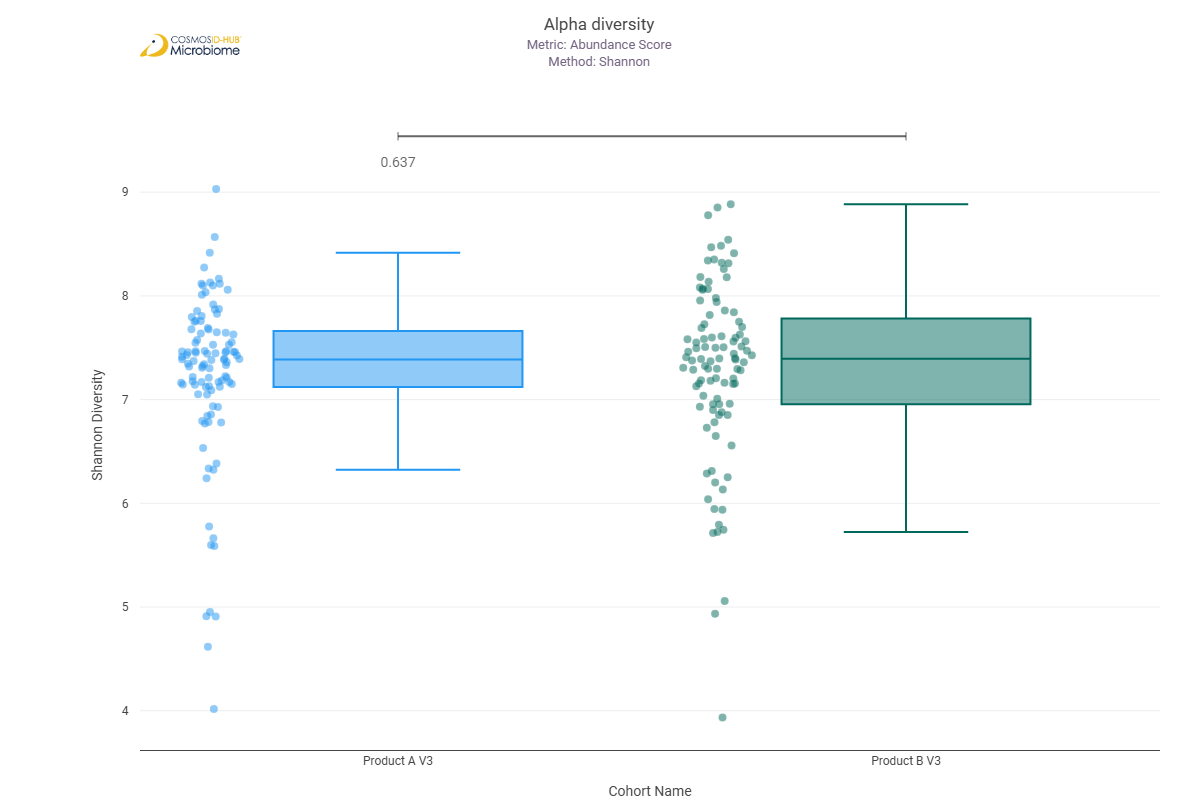 Alpha diversity
Metric: Abundance Score
Method: Shannon
COSMOSID-HUB
Microbiome
0.637
9
8
7
6
5
4
Shannon Diversity
Product A V3
Product B V3
Cohort Name